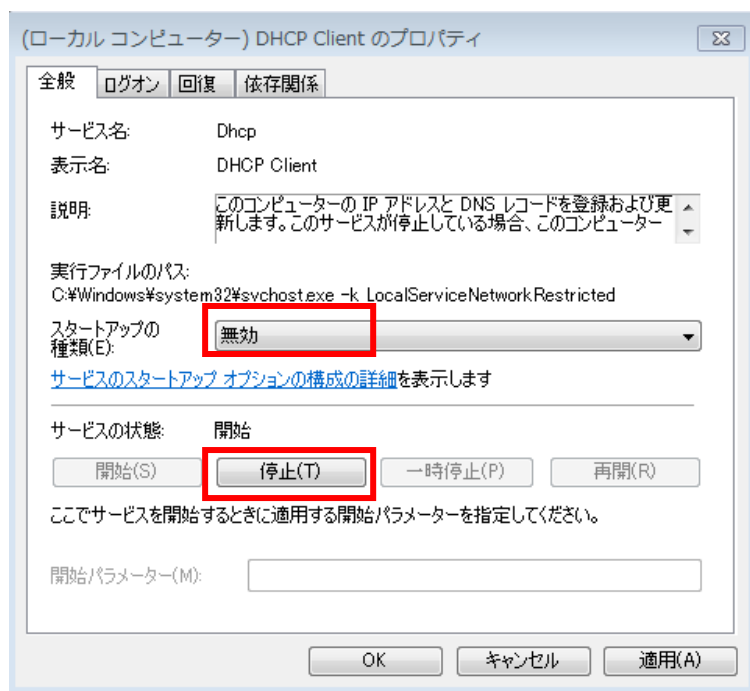 (ローカル コンピューター) DHCP Client のプロパティ
全般 ログオン 回復 依存関係
サービス名: Dhcp
表示名: DHCP Client
説明: このコンピューターの IP アドレスと DNS レコードを登録および更
新します。このサービスが停止している場合、このコンピューター
実行ファイルのパス:
C:¥Windows¥system32¥svchost.exe -k LocalServiceNetworkRestricted
スタートアップの
種類(E): 無効
サービスのスタートアップ オプションの構成の詳細を表示します
サービスの状態: 開始
開始(S) 停止(T) 一時停止(P) 再開(R)
ここでサービスを開始するときに適用する開始パラメーターを指定してください。
開始パラメーター(M):
OK キャンセル 適用(A)